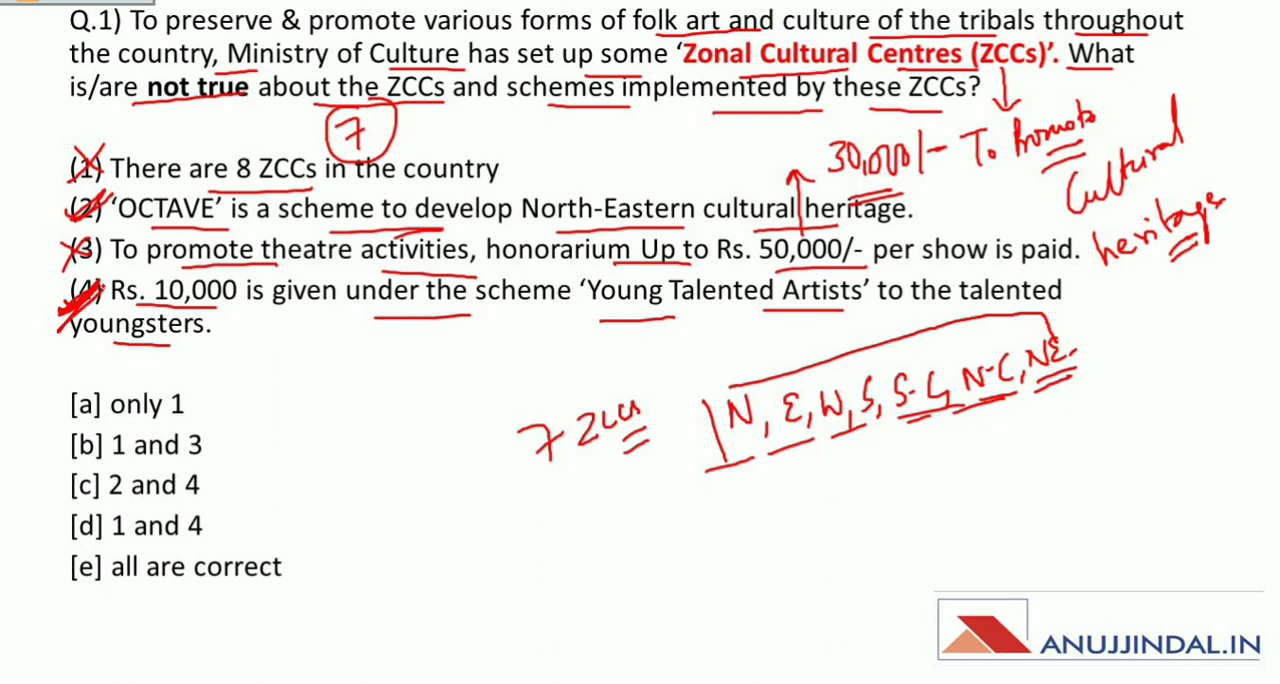 Q.1) To preserve & promote various forms of folk art and culture of the tribals throughout
the country, Ministry of Culture has set up some ‘Zonal Cultural Centres (ZCCs)’. What
is/are not true about the ZCCs and schemes implemented by these ZCCs?
7
30,000/- To Promote
Cultural
heritage
(1) There are 8 ZCCs in the country
(2) ‘OCTAVE’ is a scheme to develop North-Eastern cultural heritage.
(3) To promote theatre activities, honorarium Up to Rs. 50,000/- per show is paid.
(4) Rs. 10,000 is given under the scheme ‘Young Talented Artists’ to the talented
youngsters.
7 ZCCs
N, E, W, S, S-C, N-C, NE.
[a] only 1
[b] 1 and 3
[c] 2 and 4
[d] 1 and 4
[e] all are correct
ANUJJINDAL.IN